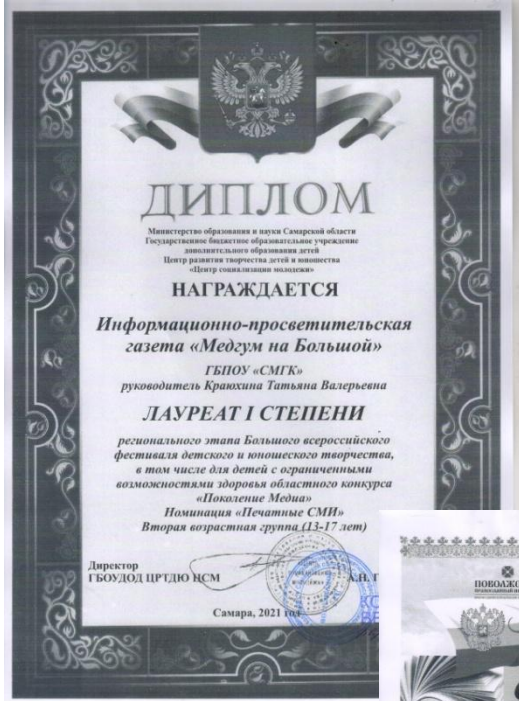 ДИПЛОМ
Министерство образования и науки Самарской области
Государственное бюджетное образовательное учреждение
дополнительного образования детей
Центр развития творчества детей и юношества
«Центр социализации молодежи»
НАГРАЖДАЕТСЯ
Информационно-просветительская
газета «Медгум на Большой»
ГБПОУ «СМГК»
руководитель Краюхина Татьяна Валерьевна
ЛАУРЕАТ I СТЕПЕНИ
регионального этапа Большого всероссийского
фестиваля детского и юношеского творчества,
в том числе для детей с ограниченными
возможностями здоровья областного конкурса
«Поколение Медиа»
Номинация «Печатные СМИ»
Вторая возрастная группа (13-17 лет)
Директор
ГБОУДОД ЦРТДЮ ЦСМ
А.Н. Г
Самара, 2021 год
ПОВОЛЖС